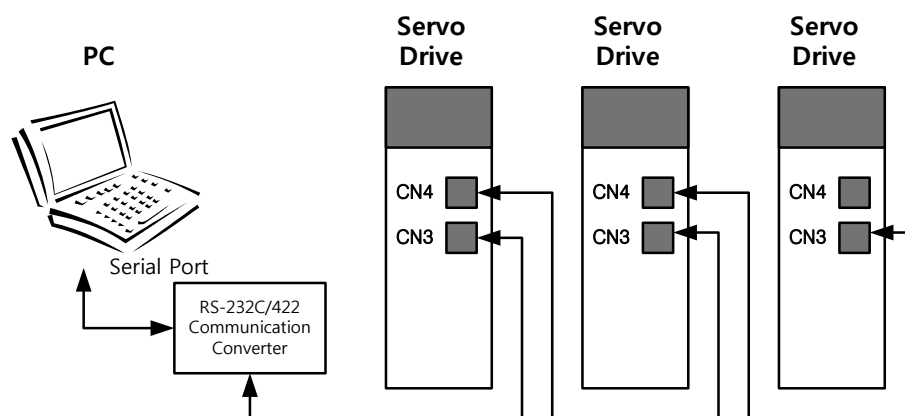 PC
Servo
Drive
Servo
Drive
Servo
Drive
CN4
CN3
CN4
CN3
CN4
CN3
Serial Port
RS-232C/422
Communication
Converter